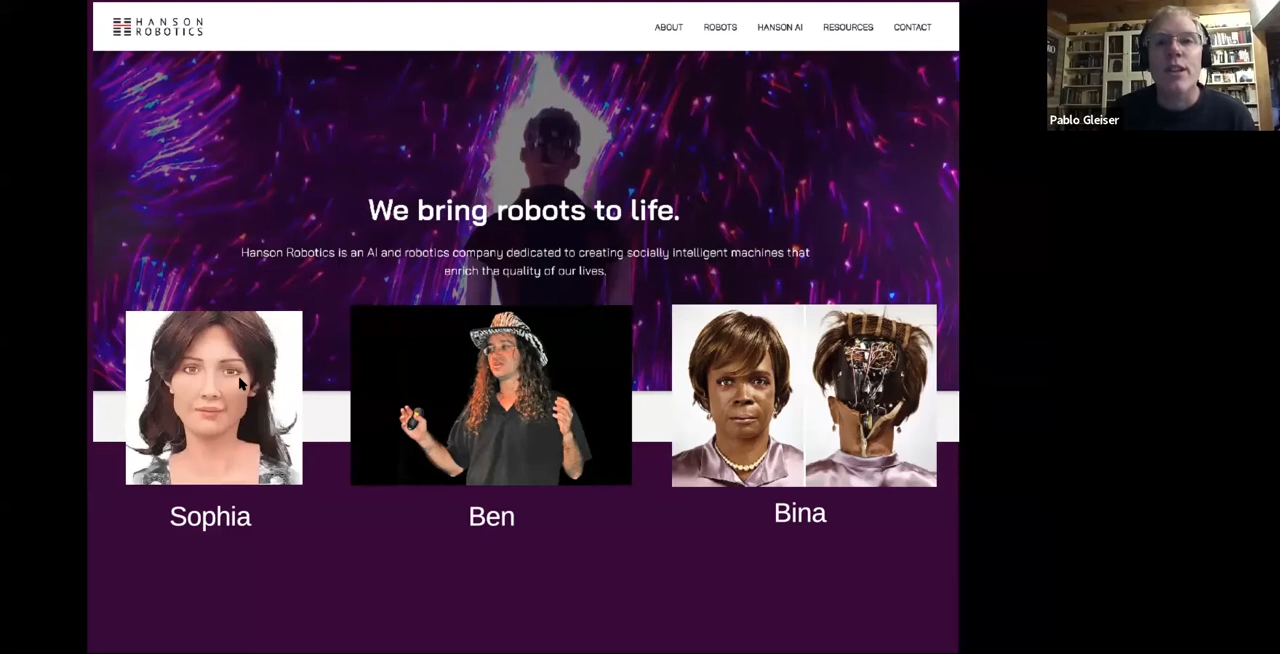 HANSON
ROBOTICS
ABOUT ROBOTS HANSON AI RESOURCES CONTACT
Pablo Gleiser
We bring robots to life.
Hanson Robotics is an AI and robotics company dedicated to creating socially intelligent machines that
enrich the quality of our lives.
Sophia Ben Bina